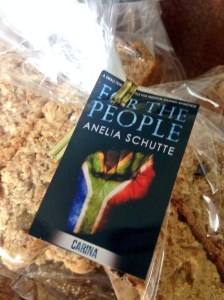 FOR THE
PEOPLE
ANELIA SCHUTTE
CARINA